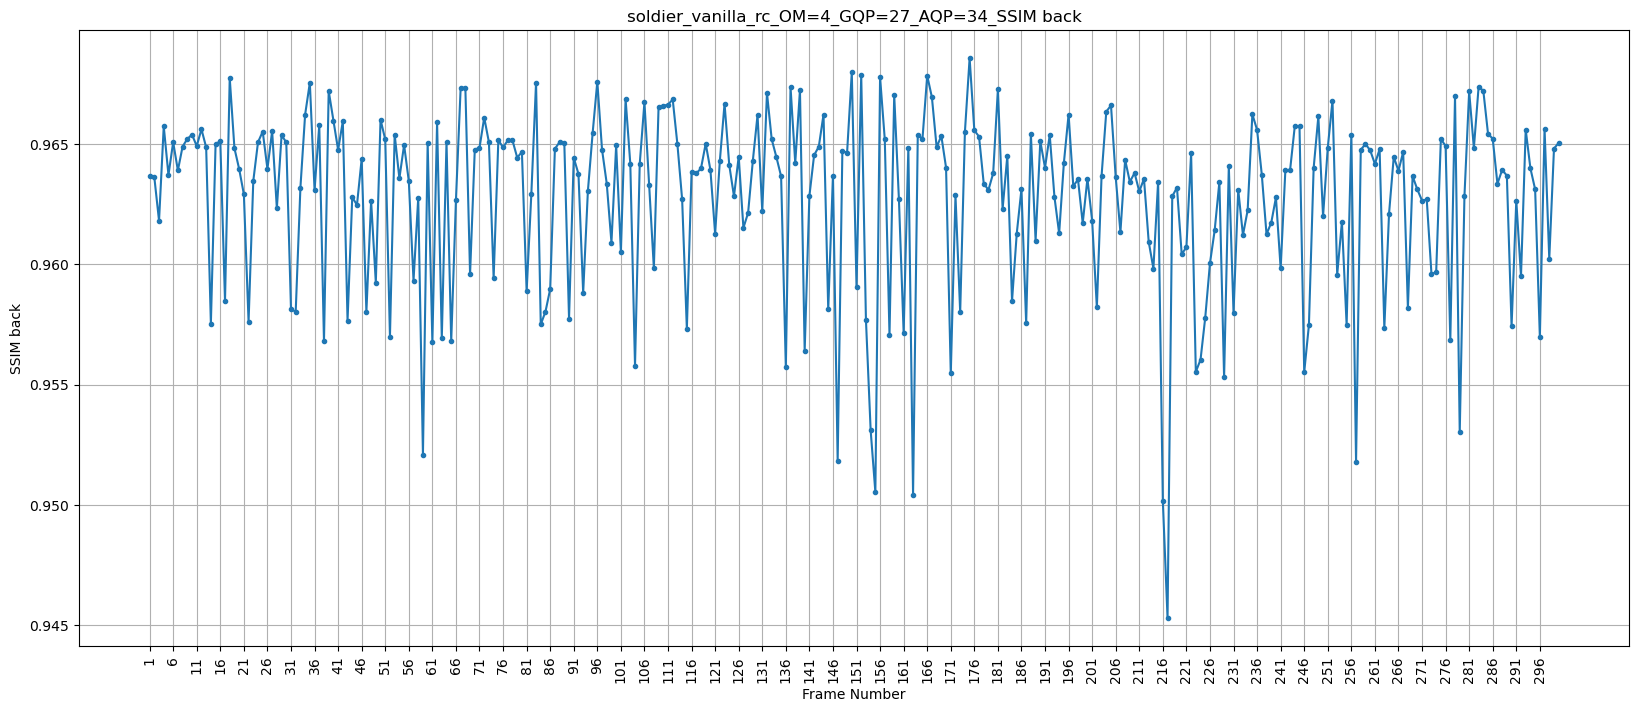 soldier_vanilla_rc_OM=4_GQP=27_AQP=34_SSIM back
SSIM back
0.965
0.960
0.955
0.950
0.945
1 6 11 16 21 26 31 36 41 46 51 56 61 66 71 76 81 86 91 96 101 106 111 116 121 126 131 136 141 146 151 156 161 166 171 176 181 186 191 196 201 206 211 216 221 226 231 236 241 246 251 256 261 266 271 276 281 286 291 296
Frame Number